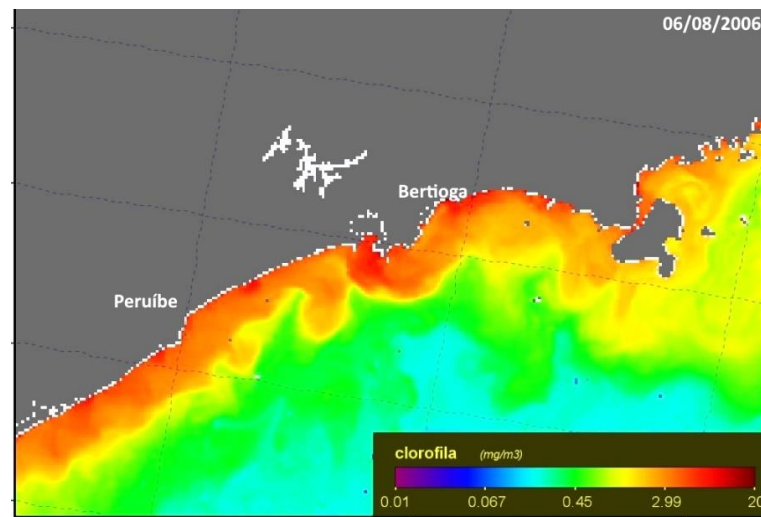 06/08/2006
Bertioga
Peruíbe
clorofila (mg/m3)
0.01 0.067 0.45 2.99 20